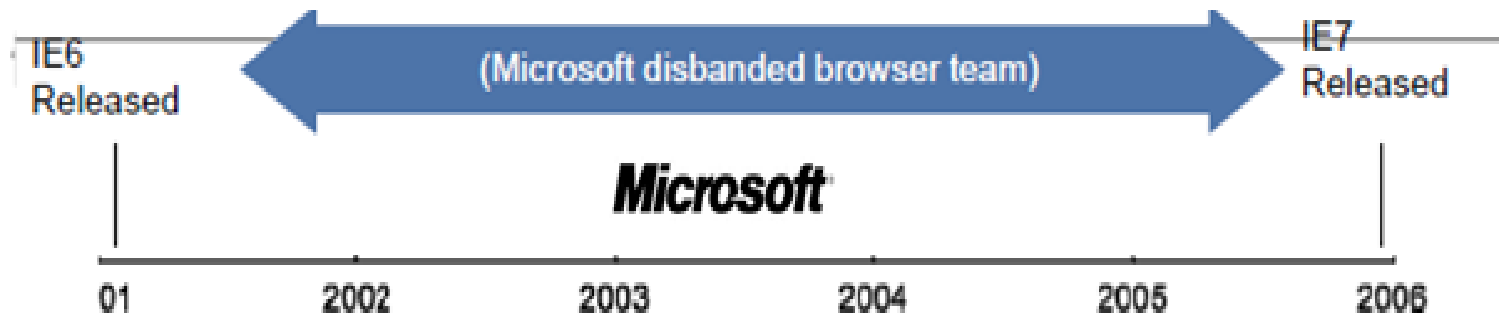 IE6
Released
(Microsoft disbanded browser team)
IE7
Released
Microsoft
01 2002 2003 2004 2005 2006